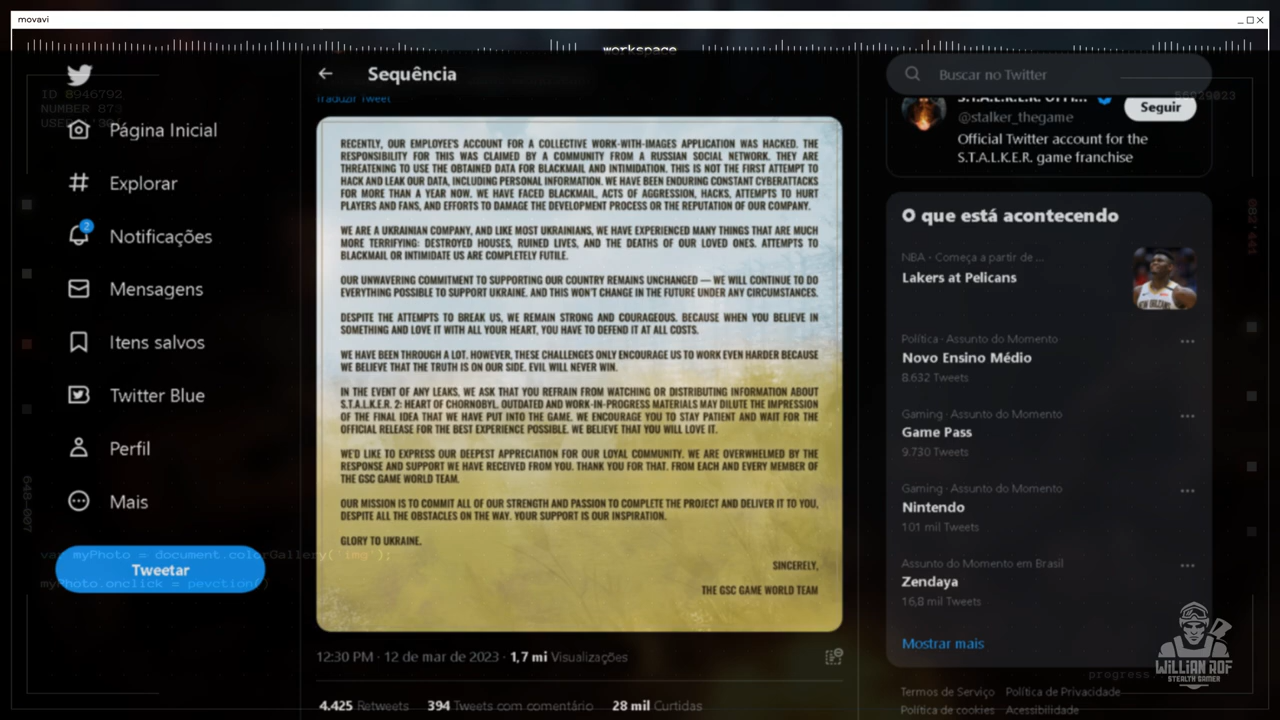 movavi
workspace
ID 8946792
NUMBER 873
Página Inicial
Explorar
2
Notificações
Mensagens
Itens salvos
Twitter Blue
Perfil
Mais
var myPhoto = document.colorGallery('img');
Tweetar
myPhoto.onclick = pevction()
Sequência
Traduzir Tweet
RECENTLY, OUR EMPLOYEE'S ACCOUNT FOR A COLLECTIVE WORK-WITH-IMAGES APPLICATION WAS HACKED. THE
RESPONSIBILITY FOR THIS WAS CLAIMED BY A COMMUNITY FROM A RUSSIAN SOCIAL NETWORK. THEY ARE
THREATENING TO USE THE OBTAINED DATA FOR BLACKMAIL AND INTIMIDATION. THIS IS NOT THE FIRST ATTEMPT TO
HACK AND LEAK OUR DATA, INCLUDING PERSONAL INFORMATION. WE HAVE BEEN ENDURING CONSTANT CYBERATTACKS
FOR MORE THAN A YEAR NOW. WE HAVE FACED BLACKMAIL, ACTS OF AGGRESSION, HACKS, ATTEMPTS TO HURT
PLAYERS AND FANS, AND EFFORTS TO DAMAGE THE DEVELOPMENT PROCESS OR THE REPUTATION OF OUR COMPANY.
WE ARE A UKRAINIAN COMPANY, AND LIKE MOST UKRAINIANS, WE HAVE EXPERIENCED MANY THINGS THAT ARE MUCH
MORE TERRIFYING: DESTROYED HOUSES, RUINED LIVES, AND THE DEATHS OF OUR LOVED ONES. ATTEMPTS TO
BLACKMAIL OR INTIMIDATE US ARE COMPLETELY FUTILE.
OUR UNWAVERING COMMITMENT TO SUPPORTING OUR COUNTRY REMAINS UNCHANGED — WE WILL CONTINUE TO DO
EVERYTHING POSSIBLE TO SUPPORT UKRAINE. AND THIS WON'T CHANGE IN THE FUTURE UNDER ANY CIRCUMSTANCES.
DESPITE THE ATTEMPTS TO BREAK US, WE REMAIN STRONG AND COURAGEOUS. BECAUSE WHEN YOU BELIEVE IN
SOMETHING AND LOVE IT WITH ALL YOUR HEART, YOU HAVE TO DEFEND IT AT ALL COSTS.
WE HAVE BEEN THROUGH A LOT. HOWEVER, THESE CHALLENGES ONLY ENCOURAGE US TO WORK EVEN HARDER BECAUSE
WE BELIEVE THAT THE TRUTH IS ON OUR SIDE. EVIL WILL NEVER WIN.
IN THE EVENT OF ANY LEAKS, WE ASK THAT YOU REFRAIN FROM WATCHING OR DISTRIBUTING INFORMATION ABOUT
S.T.A.L.K.E.R. 2: HEART OF CHORNOBYL. OUTDATED AND WORK-IN-PROGRESS MATERIALS MAY DILUTE THE IMPRESSION
OF THE FINAL IDEA THAT WE HAVE PUT INTO THE GAME. WE ENCOURAGE YOU TO STAY PATIENT AND WAIT FOR THE
OFFICIAL RELEASE FOR THE BEST EXPERIENCE POSSIBLE. WE BELIEVE THAT YOU WILL LOVE IT.
WE'D LIKE TO EXPRESS OUR DEEPEST APPRECIATION FOR OUR LOYAL COMMUNITY. WE ARE OVERWHELMED BY THE
RESPONSE AND SUPPORT WE HAVE RECEIVED FROM YOU. THANK YOU FOR THAT. FROM EACH AND EVERY MEMBER OF
THE GSC GAME WORLD TEAM.
OUR MISSION IS TO COMMIT ALL OF OUR STRENGTH AND PASSION TO COMPLETE THE PROJECT AND DELIVER IT TO YOU,
DESPITE ALL THE OBSTACLES ON THE WAY. YOUR SUPPORT IS OUR INSPIRATION.
GLORY TO UKRAINE.
SINCERELY,
THE GSC GAME WORLD TEAM
12:30 PM · 12 de mar de 2023 · 1,7 mi Visualizações
4.425 Retweets 394 Tweets com comentário 28 mil Curtidas
Buscar no Twitter
@stalker_thegame
Seguir
Official Twitter account for the
S.T.A.L.K.E.R. game franchise
O que está acontecendo
NBA · Começa a partir de ...
Lakers at Pelicans
Política · Assunto do Momento
Novo Ensino Médio
8.632 Tweets
Gaming · Assunto do Momento
Game Pass
9.730 Tweets
Gaming · Assunto do Momento
Nintendo
101 mil Tweets
Assunto do Momento em Brasil
Zendaya
16,8 mil Tweets
Mostrar mais
WILLIAN ROF
STEALTH GAMER
progress
Termos de Serviço Política de Privacidade
Política de cookies Acessibilidade